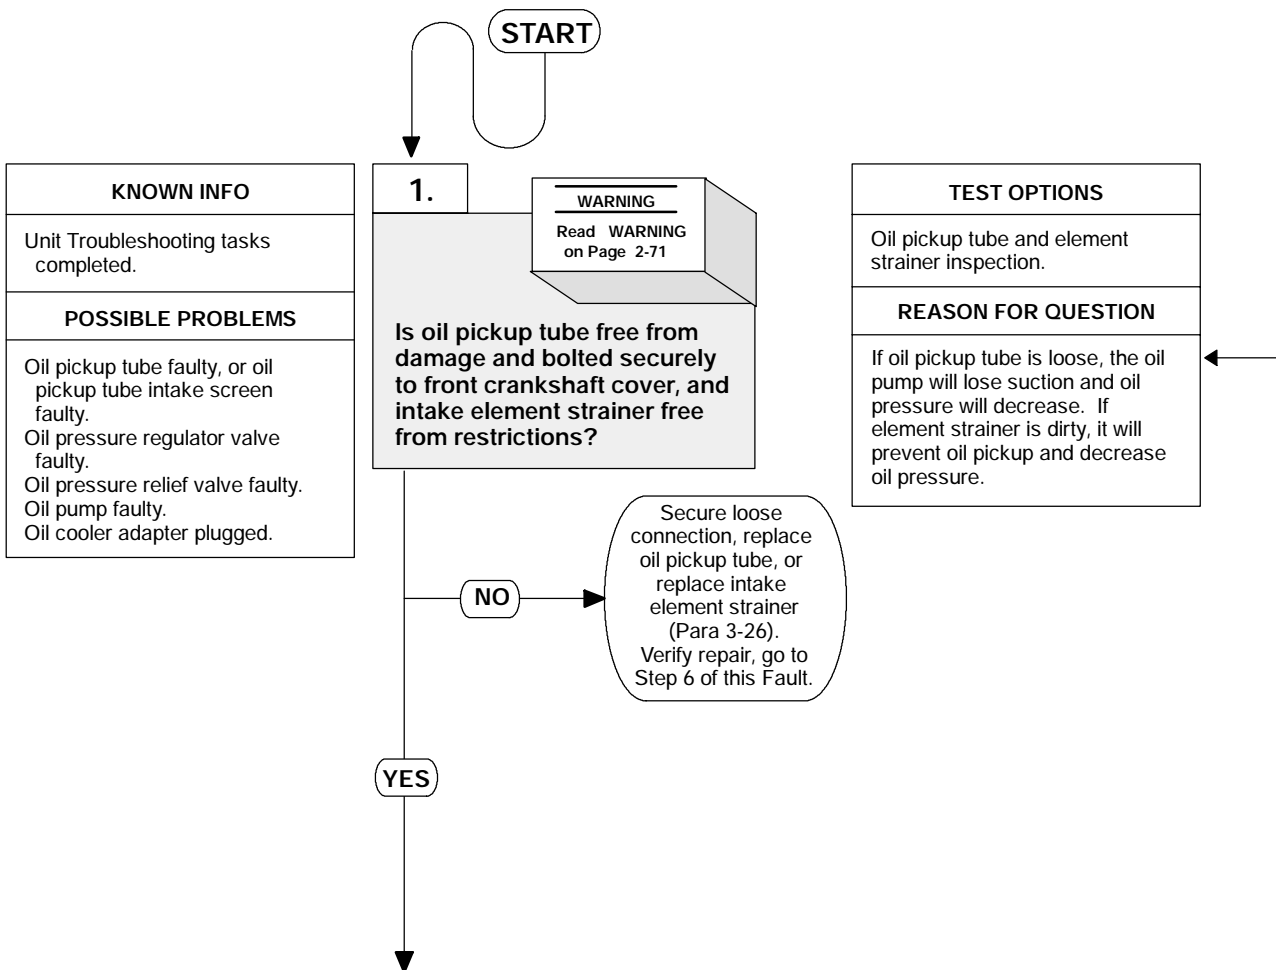 START
KNOWN INFO
Unit Troubleshooting tasks
completed.
POSSIBLE PROBLEMS
Oil pickup tube faulty, or oil
pickup tube intake screen
faulty.
Oil pressure regulator valve
faulty.
Oil pressure relief valve faulty.
Oil pump faulty.
Oil cooler adapter plugged.
1.
WARNING
Read WARNING
on Page 2-71
Is oil pickup tube free from
damage and bolted securely
to front crankshaft cover, and
intake element strainer free
from restrictions?
TEST OPTIONS
Oil pickup tube and element
strainer inspection.
REASON FOR QUESTION
If oil pickup tube is loose, the oil
pump will lose suction and oil
pressure will decrease. If
element strainer is dirty, it will
prevent oil pickup and decrease
oil pressure.
NO
Secure loose
connection, replace
oil pickup tube, or
replace intake
element strainer
(Para 3-26).
Verify repair, go to
Step 6 of this Fault.
YES